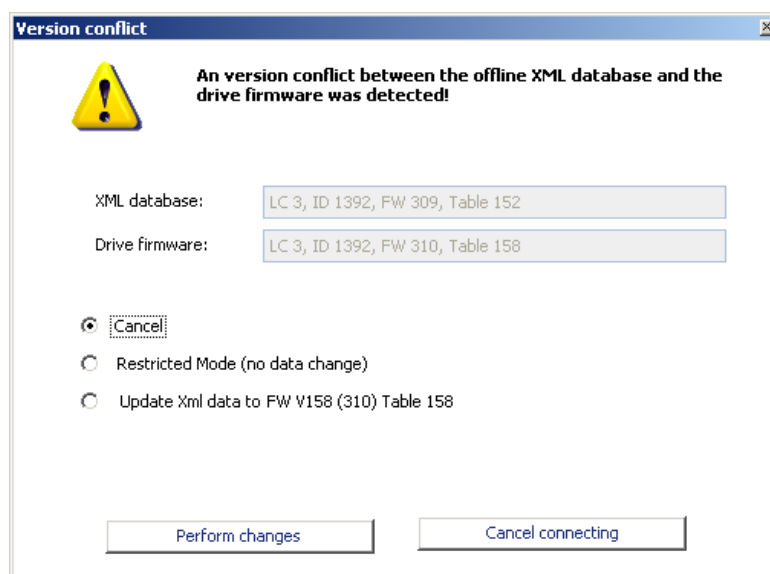 Version conflict
An version conflict between the offline XML database and the
drive firmware was detected!
XML database:
LC 3, ID 1392, FW 309, Table 152
Drive firmware:
LC 3, ID 1392, FW 310, Table 158
Cancel
Restricted Mode (no data change)
Update Xml data to FW V158 (310) Table 158
Perform changes
Cancel connecting